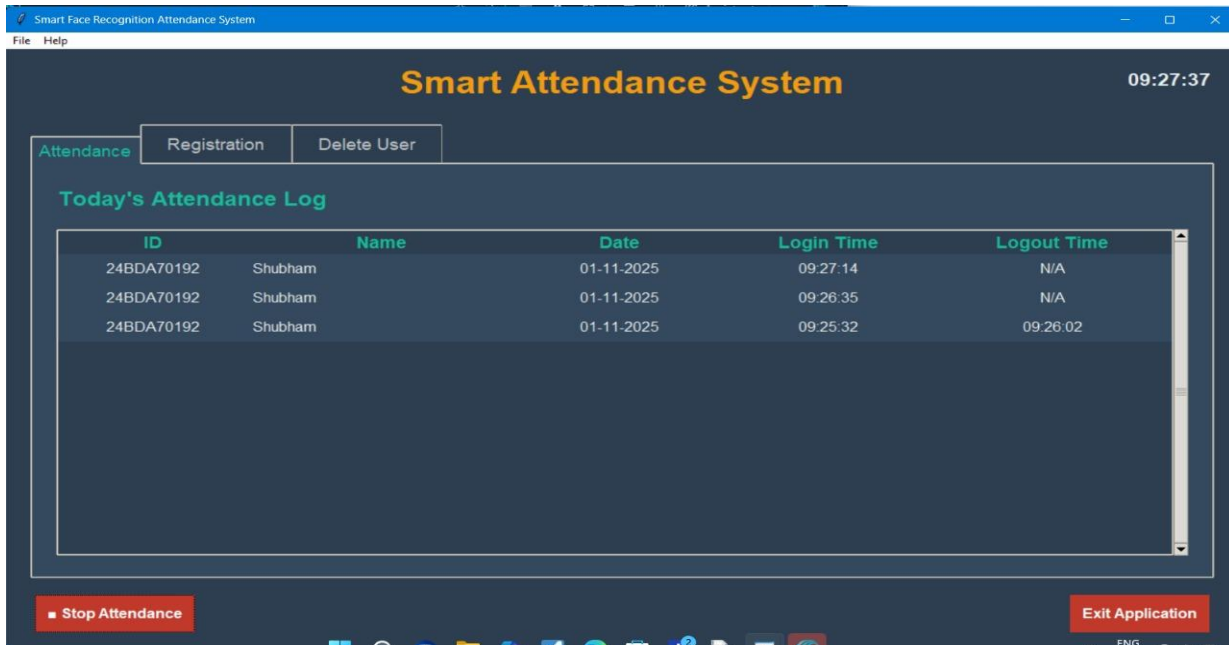 Smart Face Recognition Attendance System
File Help
Smart Attendance System 09:27:37
Attendance Registration Delete User
Today's Attendance Log
ID Name Date Login Time Logout Time
24BDA70192 Shubham 01-11-2025 09:27:14 N/A
24BDA70192 Shubham 01-11-2025 09:26:35 N/A
24BDA70192 Shubham 01-11-2025 09:25:32 09:26:02
Stop Attendance Exit Application
2 ENG